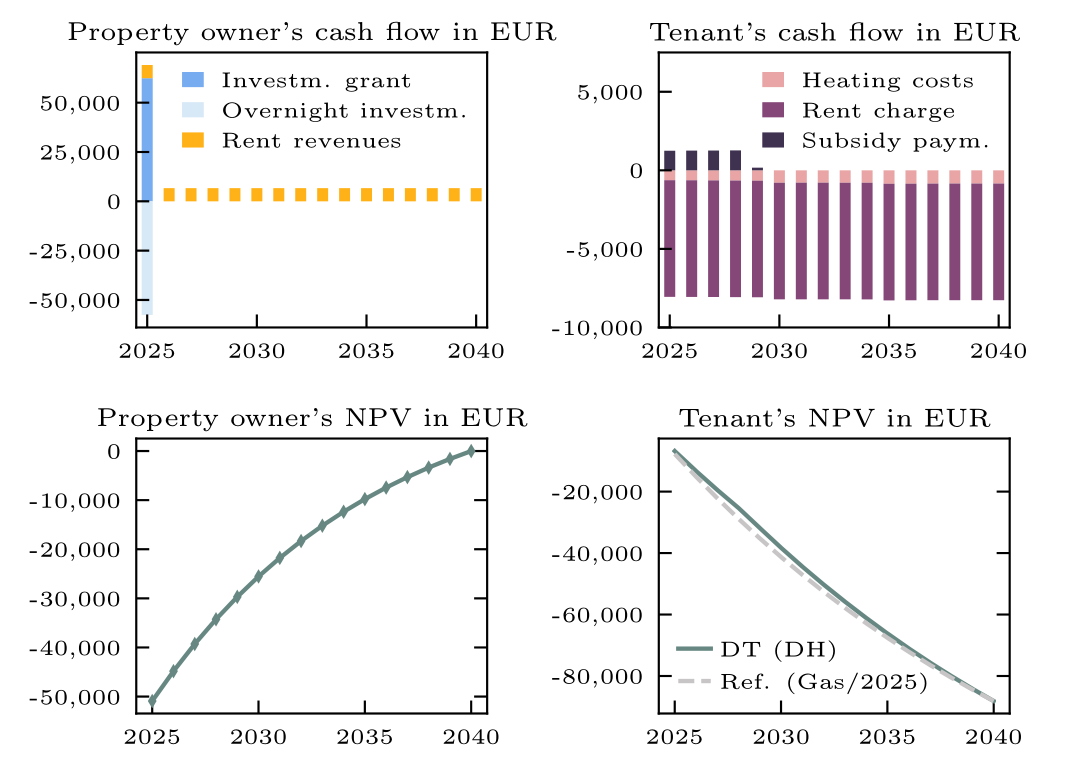 Property owner's cash flow in EUR
50,000
25,000
0
-25,000
-50,000
Investm. grant
Overnight investm.
Rent revenues
2025 2030 2035 2040
Tenant's cash flow in EUR
5,000
0
-5,000
-10,000
Heating costs
Rent charge
Subsidy paym.
2025 2030 2035 2040
Property owner's NPV in EUR
0
-10,000
-20,000
-30,000
-40,000
-50,000
2025 2030 2035 2040
Tenant's NPV in EUR
-20,000
-40,000
-60,000
-80,000
DT (DH)
Ref. (Gas/2025)
2025 2030 2035 2040